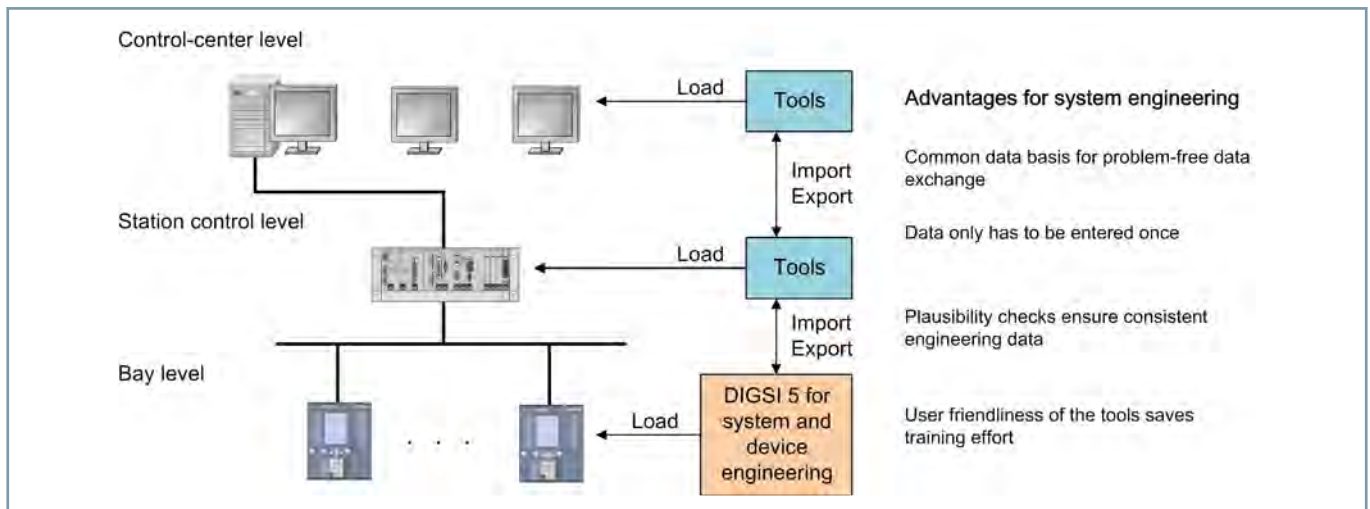 Control-center level
Load
Tools
Advantages for system engineering
Import
Export
Common data basis for problem-free data
exchange
Station control level
Load
Tools
Data only has to be entered once
Import
Export
Plausibility checks ensure consistent
engineering data
Bay level
. . .
Load
DIGSI 5 for
system and
device
engineering
User friendliness of the tools saves
training effort